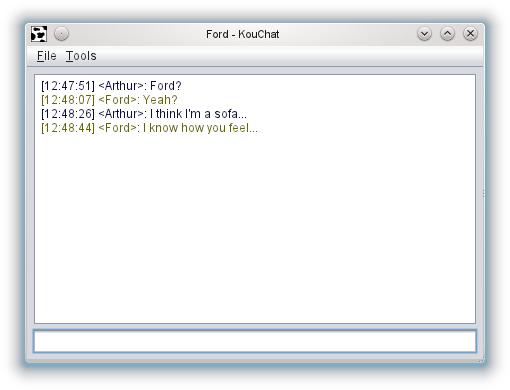 Ford - KouChat
File Tools
[12:47:51] <Arthur>: Ford?
[12:48:07] <Ford>: Yeah?
[12:48:26] <Arthur>: I think I'm a sofa...
[12:48:44] <Ford>: I know how you feel...